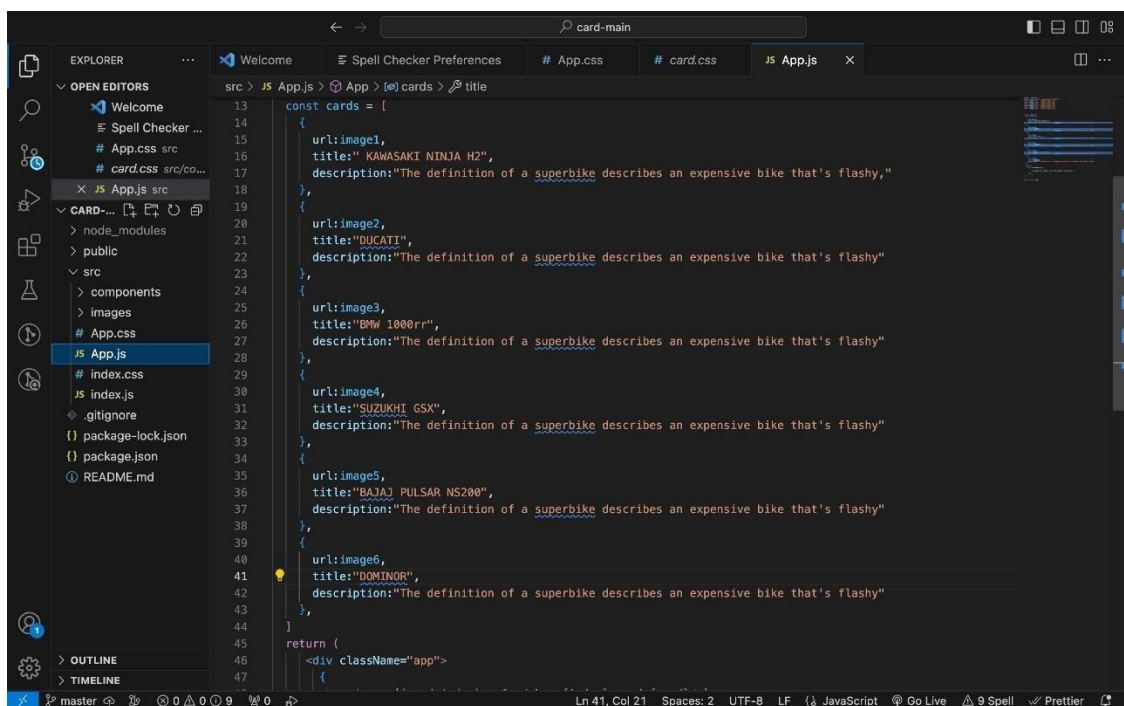 card-main
EXPLORER ...
OPEN EDITORS
Welcome
Spell Checker ...
# App.css src
# card.css src/co...
JS App.js src
CARD-...
node_modules
public
src
components
images
# App.css
JS App.js
# index.css
JS index.js
.gitignore
{} package-lock.json
{} package.json
README.md
OUTLINE
TIMELINE
Welcome Spell Checker Preferences # App.css # card.css JS App.js
src > JS App.js > App > cards > title
13 const cards = [
14 {
15 url:image1,
16 title:" KAWASAKI NINJA H2",
17 description:"The definition of a superbike describes an expensive bike that's flashy,"
18 },
19 {
20 url:image2,
21 title:"DUCATI",
22 description:"The definition of a superbike describes an expensive bike that's flashy"
23 },
24 {
25 url:image3,
26 title:"BMW 1000rr",
27 description:"The definition of a superbike describes an expensive bike that's flashy"
28 },
29 {
30 url:image4,
31 title:"SUZUKHI GSX",
32 description:"The definition of a superbike describes an expensive bike that's flashy"
33 },
34 {
35 url:image5,
36 title:"BAJAJ PULSAR NS200",
37 description:"The definition of a superbike describes an expensive bike that's flashy"
38 },
39 {
40 url:image6,
41 title:"DOMINOR",
42 description:"The definition of a superbike describes an expensive bike that's flashy"
43 },
44 ]
45 return (
46 <div className="app">
47 {
1
master 0 0 9 0 Ln 41, Col 21 Spaces: 2 UTF-8 LF JavaScript Go Live 9 Spell Prettier